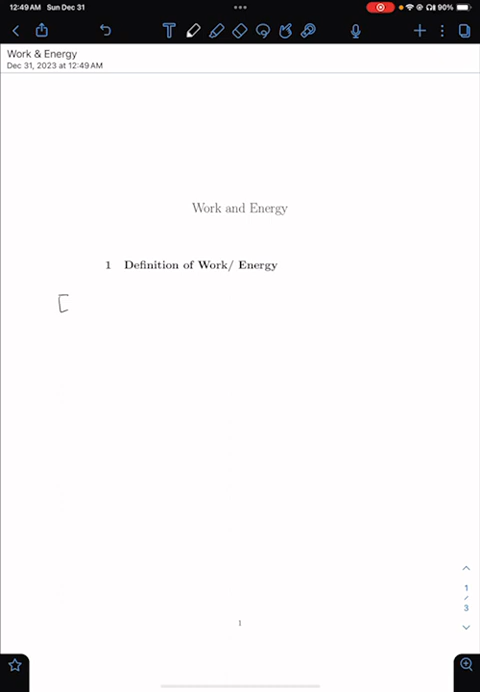 12:49 AM Sun Dec 31
90%
Work & Energy
Dec 31, 2023 at 12:49 AM
Work and Energy
1 Definition of Work/ Energy
[
1
/
3
1